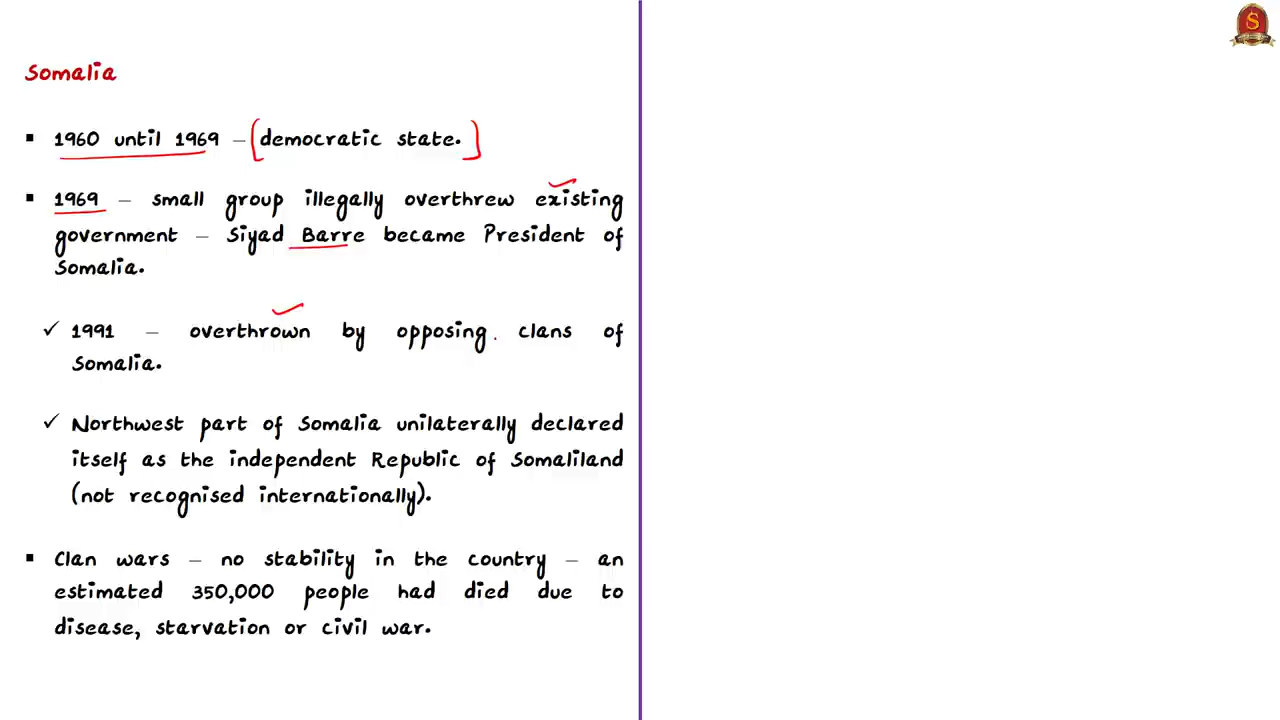 Somalia
▪ 1960 until 1969 – [democratic state.]
▪ 1969 – small group illegally overthrew existing
government – Siyad Barre became President of
Somalia.
✓ 1991 – overthrown by opposing clans of
Somalia.
✓ Northwest part of Somalia unilaterally declared
itself as the independent Republic of Somaliland
(not recognised internationally).
▪ Clan wars – no stability in the country – an
estimated 350,000 people had died due to
disease, starvation or civil war.
S